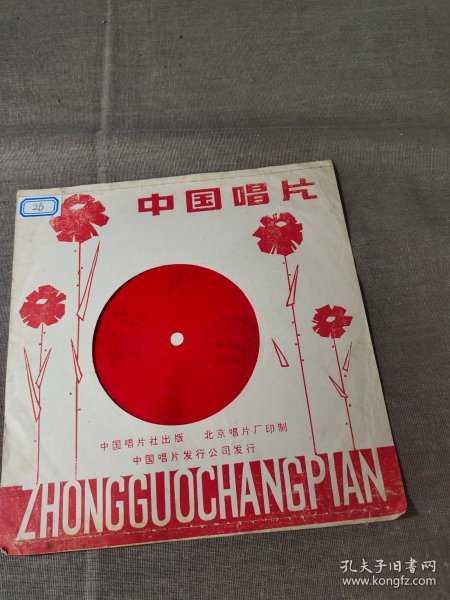 中国唱片
26
中国唱片社出版 北京唱片厂印制
中国唱片发行公司发行
ZHONGGUOCHANGPIAN
孔夫子旧书网
www.kongfz.com